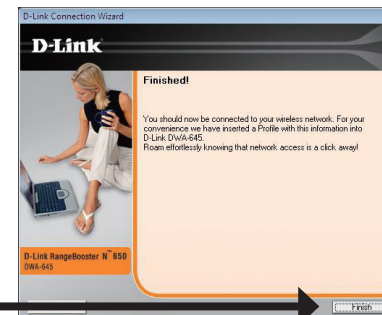 D-Link Connection Wizard
D-Link
Finished!
You should now be connected to your wireless network. For your
convenience we have inserted a Profile with this information into
D-Link DWA-645.
Roam effortlessly knowing that network access is a click away!
D-Link RangeBooster N™ 650
DWA-645
Finish